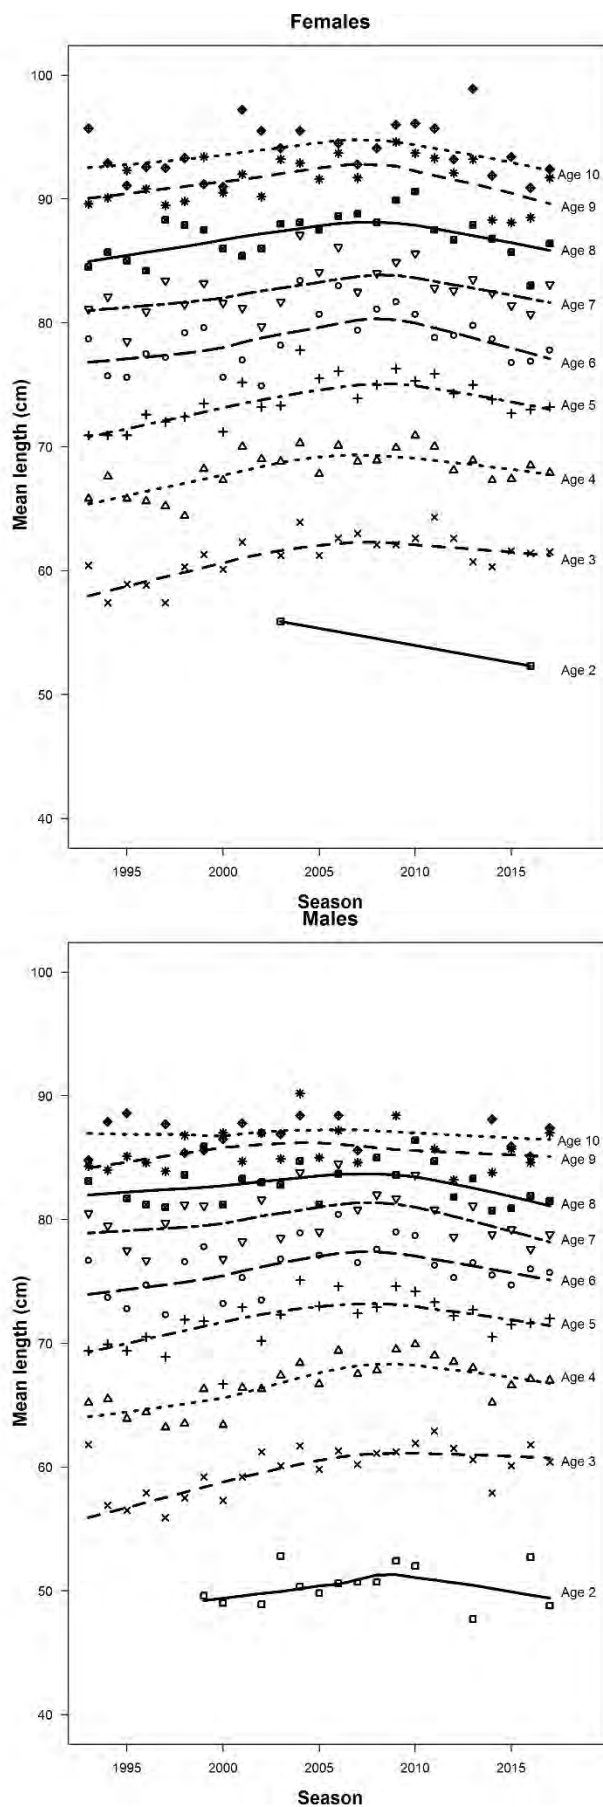 Females
100
90
80
70
60
50
40
Mean length (cm)
Age 10
Age 9
Age 8
Age 7
Age 6
Age 5
Age 4
Age 3
Age 2
1995 2000 2005 2010 2015
Season
Males
100
90
80
70
60
50
40
Mean length (cm)
Age 10
Age 9
Age 8
Age 7
Age 6
Age 5
Age 4
Age 3
Age 2
1995 2000 2005 2010 2015
Season